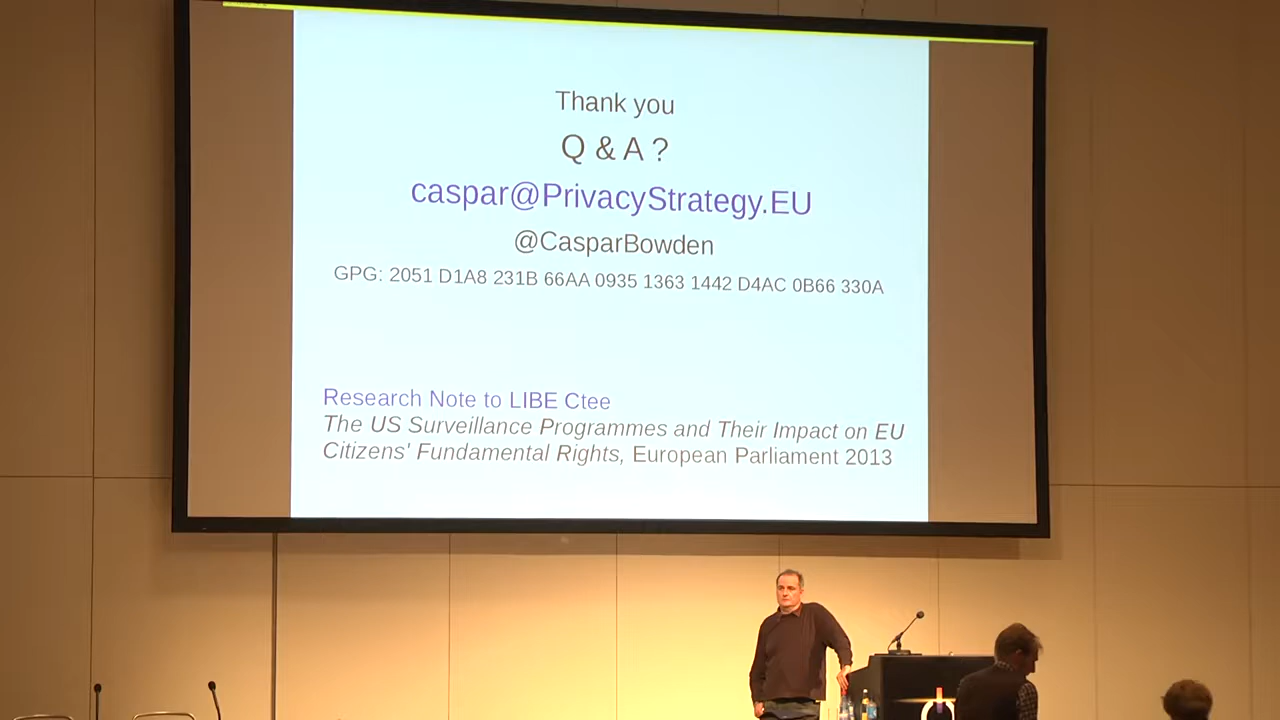 Thank you
Q & A ?
caspar@PrivacyStrategy.EU
@CasparBowden
GPG: 2051 D1A8 231B 66AA 0935 1363 1442 D4AC 0B66 330A
Research Note to LIBE Ctee
The US Surveillance Programmes and Their Impact on EU
Citizens' Fundamental Rights, European Parliament 2013